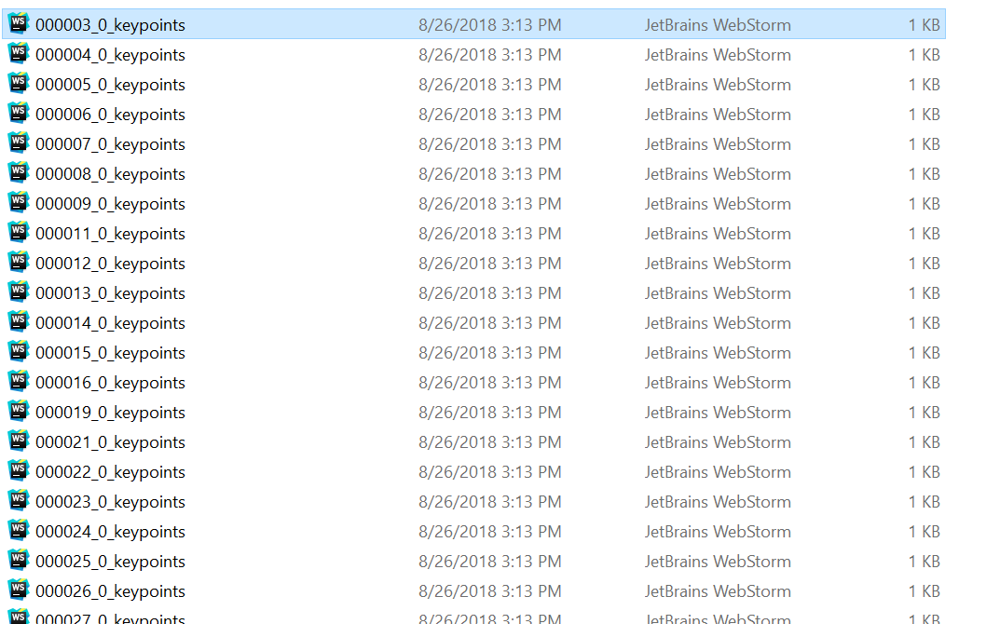 000003_0_keypoints 8/26/2018 3:13 PM JetBrains WebStorm 1 KB
000004_0_keypoints 8/26/2018 3:13 PM JetBrains WebStorm 1 KB
000005_0_keypoints 8/26/2018 3:13 PM JetBrains WebStorm 1 KB
000006_0_keypoints 8/26/2018 3:13 PM JetBrains WebStorm 1 KB
000007_0_keypoints 8/26/2018 3:13 PM JetBrains WebStorm 1 KB
000008_0_keypoints 8/26/2018 3:13 PM JetBrains WebStorm 1 KB
000009_0_keypoints 8/26/2018 3:13 PM JetBrains WebStorm 1 KB
000011_0_keypoints 8/26/2018 3:13 PM JetBrains WebStorm 1 KB
000012_0_keypoints 8/26/2018 3:13 PM JetBrains WebStorm 1 KB
000013_0_keypoints 8/26/2018 3:13 PM JetBrains WebStorm 1 KB
000014_0_keypoints 8/26/2018 3:13 PM JetBrains WebStorm 1 KB
000015_0_keypoints 8/26/2018 3:13 PM JetBrains WebStorm 1 KB
000016_0_keypoints 8/26/2018 3:13 PM JetBrains WebStorm 1 KB
000019_0_keypoints 8/26/2018 3:13 PM JetBrains WebStorm 1 KB
000021_0_keypoints 8/26/2018 3:13 PM JetBrains WebStorm 1 KB
000022_0_keypoints 8/26/2018 3:13 PM JetBrains WebStorm 1 KB
000023_0_keypoints 8/26/2018 3:13 PM JetBrains WebStorm 1 KB
000024_0_keypoints 8/26/2018 3:13 PM JetBrains WebStorm 1 KB
000025_0_keypoints 8/26/2018 3:13 PM JetBrains WebStorm 1 KB
000026_0_keypoints 8/26/2018 3:13 PM JetBrains WebStorm 1 KB
000027_0_keypoints 8/26/2018 3:13 PM JetBrains WebStorm 1 KB